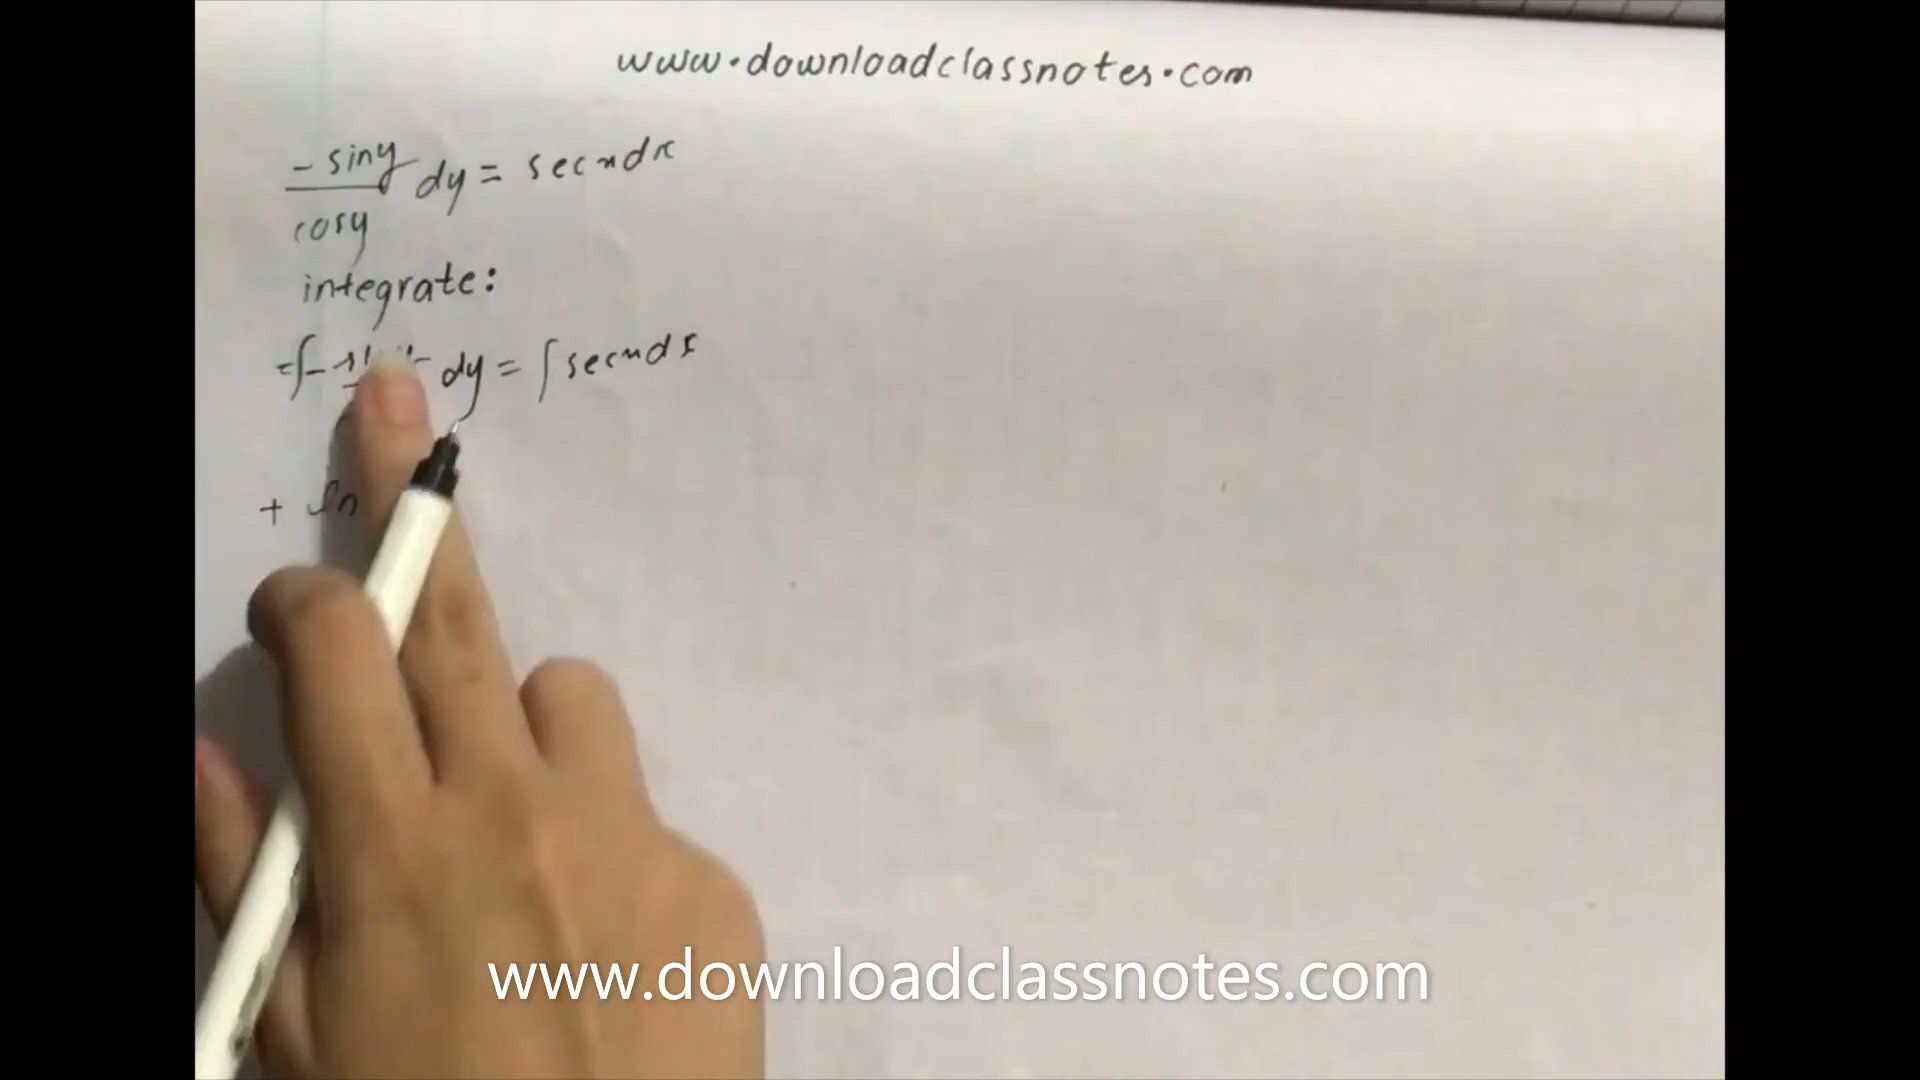 www.downloadclassnotes.com
- siny
dy = secxdx
cosy
integrate:
dy = ∫ secxdx
+ ln
www.downloadclassnotes.com